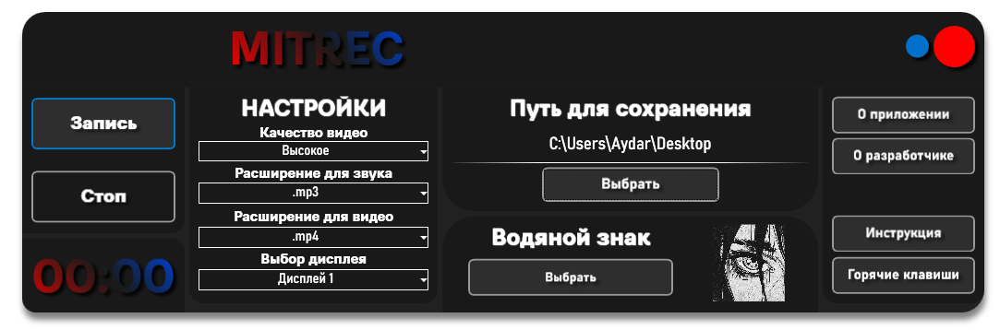 MITREC
Запись
Стоп
00:00
НАСТРОЙКИ
Качество видео
Высокое
Расширение для звука
.mp3
Расширение для видео
.mp4
Выбор дисплея
Дисплей 1
Путь для сохранения
C:\Users\Aydar\Desktop
Выбрать
Водяной знак
Выбрать
О приложении
О разработчике
Инструкция
Горячие клавиши